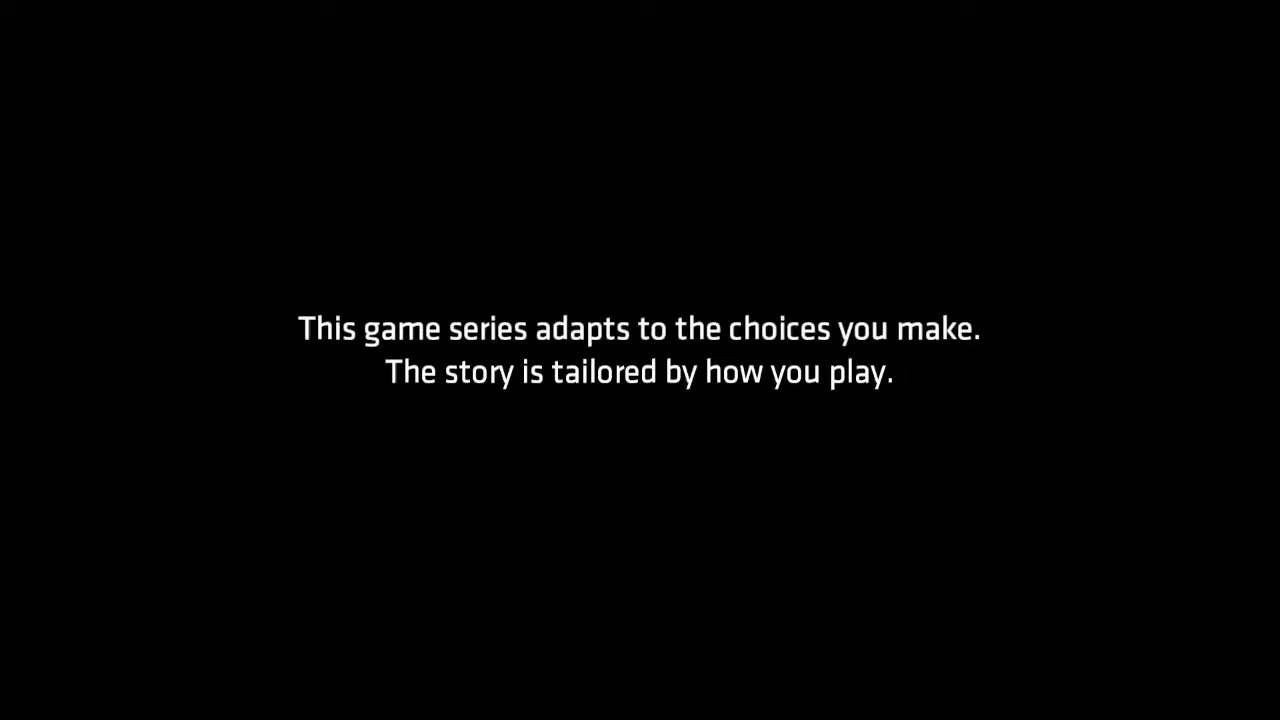 This game series adapts to the choices you make.
The story is tailored by how you play.